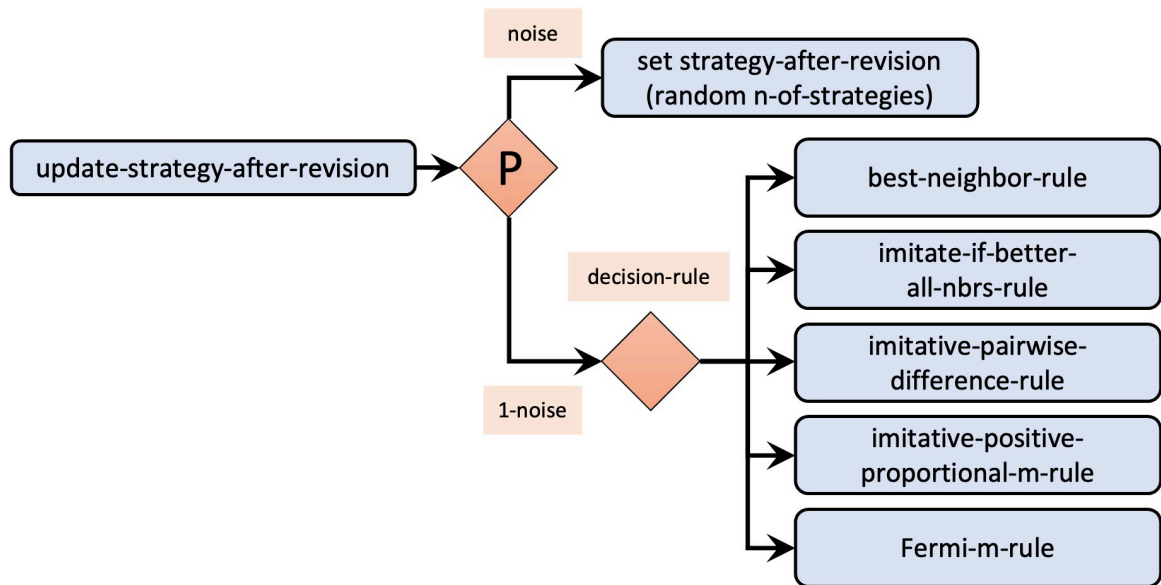 noise
set strategy-after-revision
(random n-of-strategies)
update-strategy-after-revision
P
best-neighbor-rule
decision-rule
imitate-if-better-
all-nbrs-rule
imitative-pairwise-
difference-rule
1-noise
imitative-positive-
proportional-m-rule
Fermi-m-rule